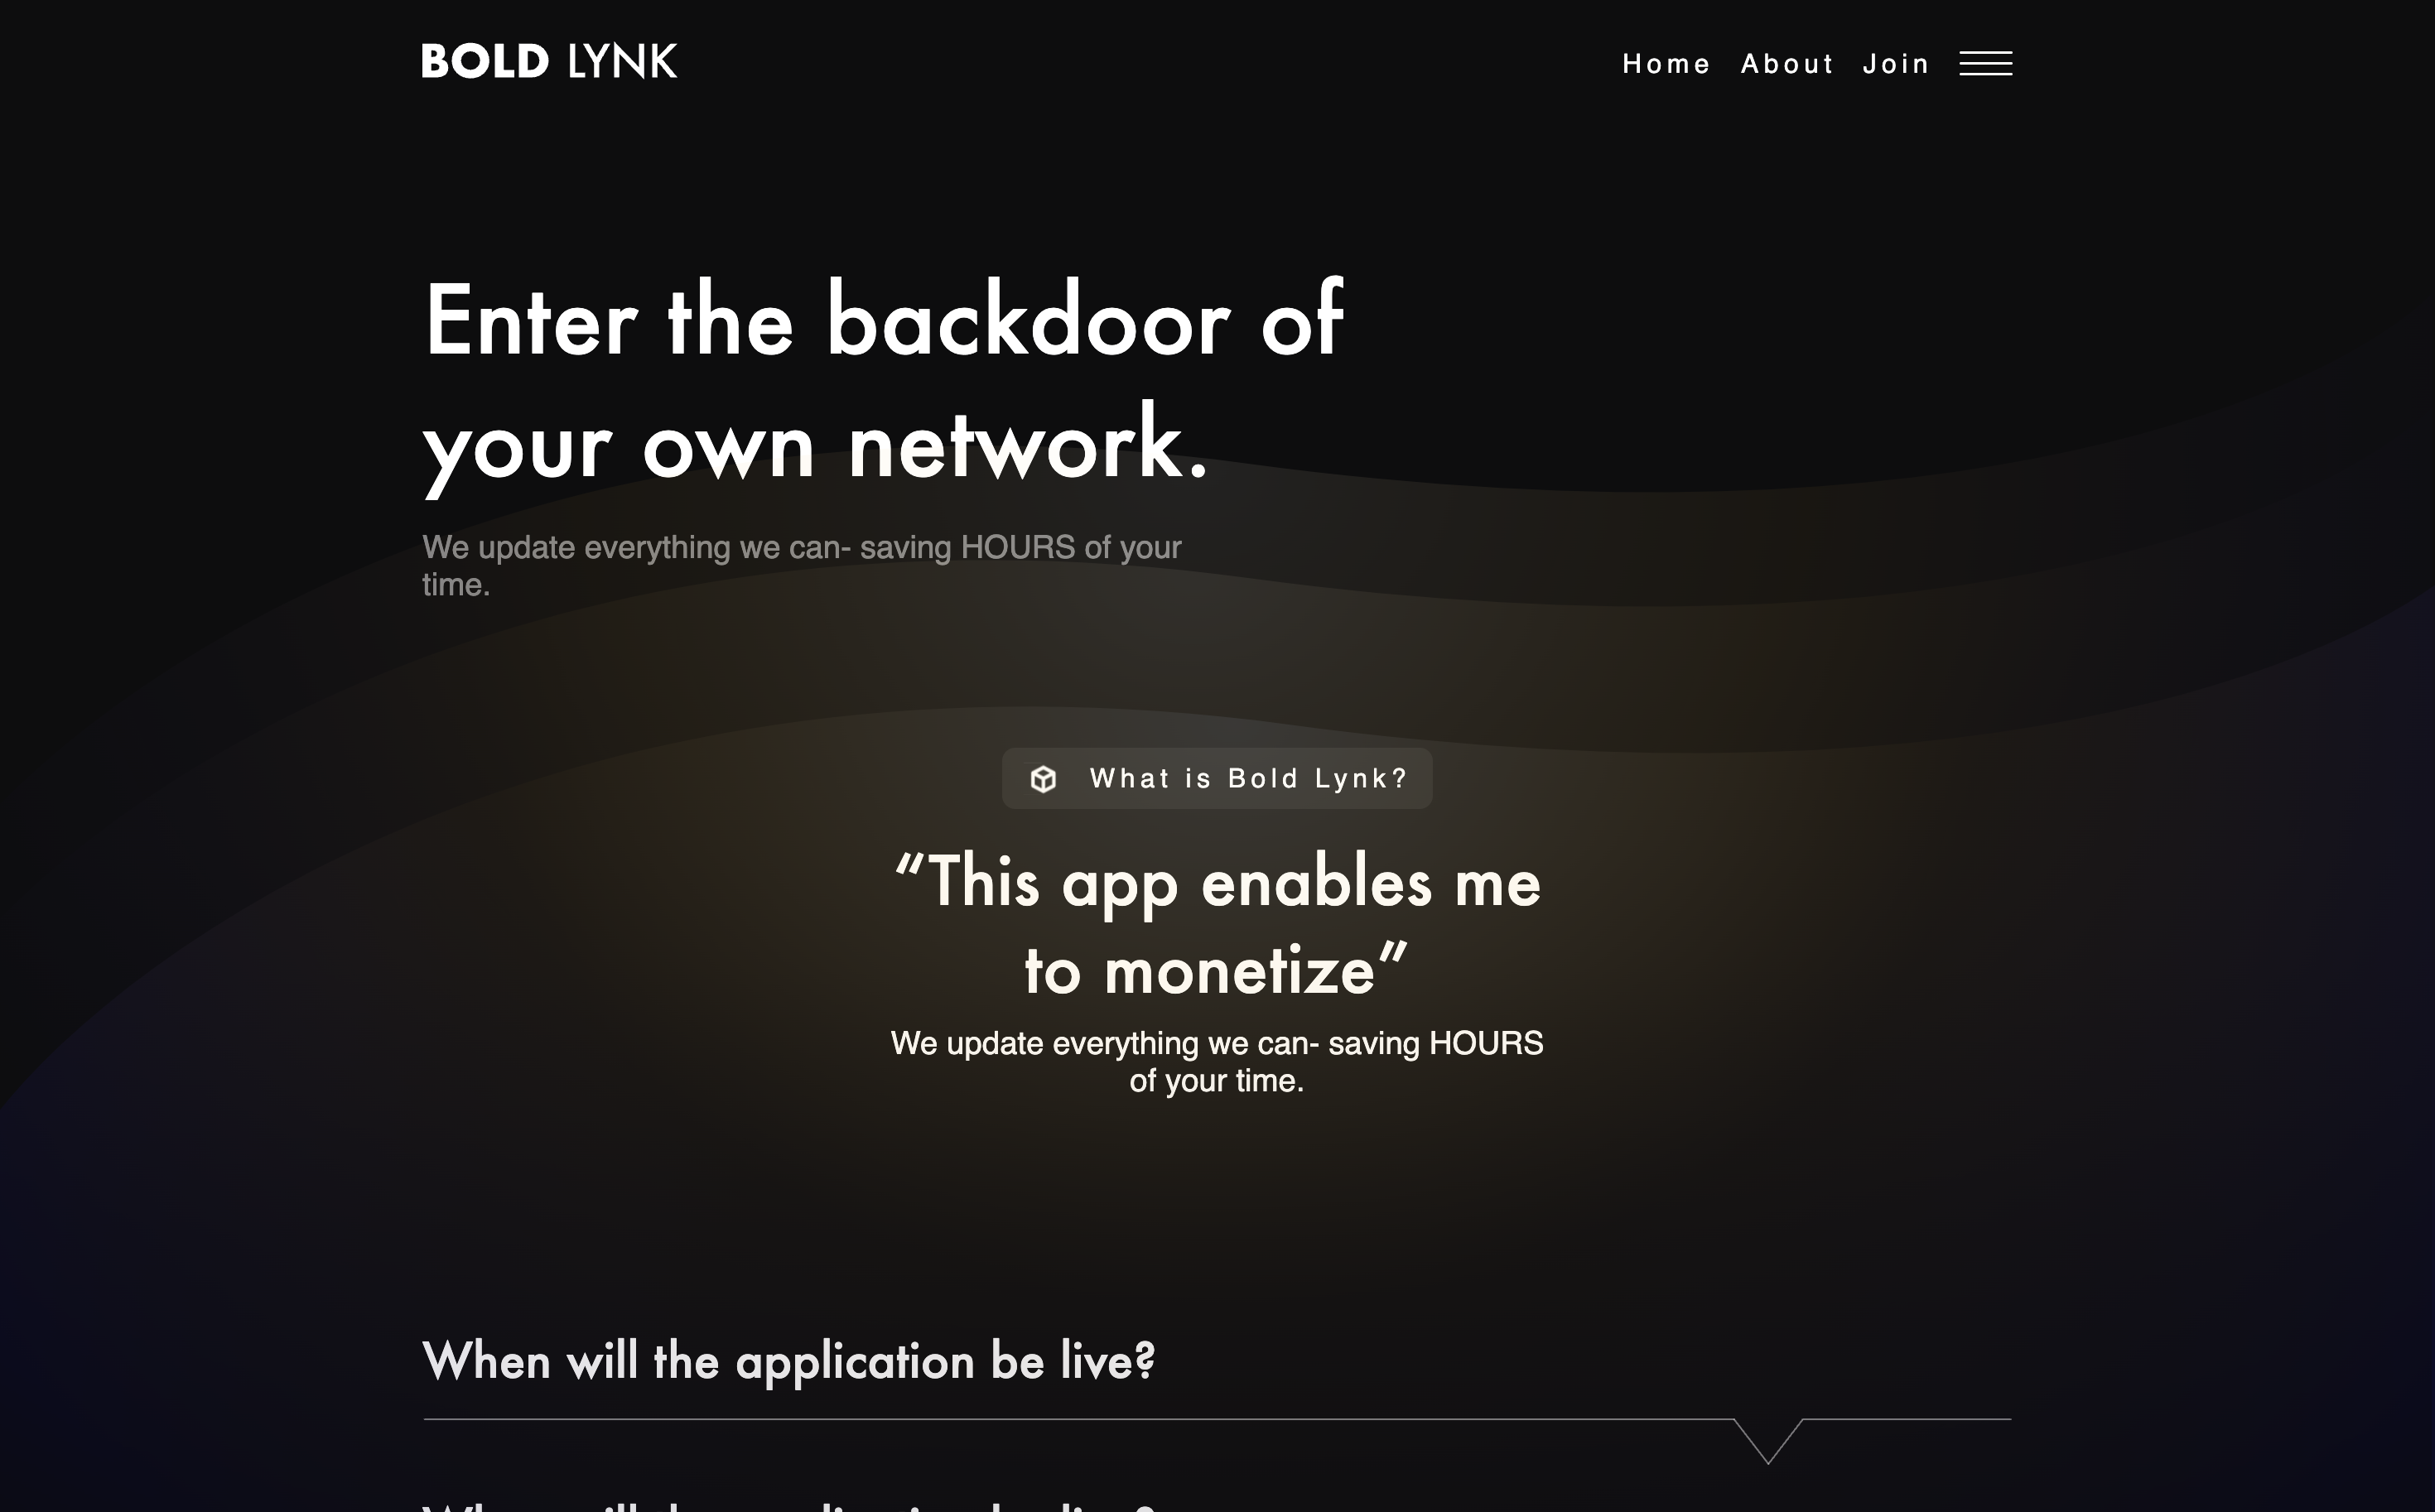 BOLD LYNK
Home About Join
Enter the backdoor of
your own network.
We update everything we can- saving HOURS of your
time.
What is Bold Lynk?
“This app enables me
to monetize”
We update everything we can- saving HOURS
of your time.
When will the application be live?